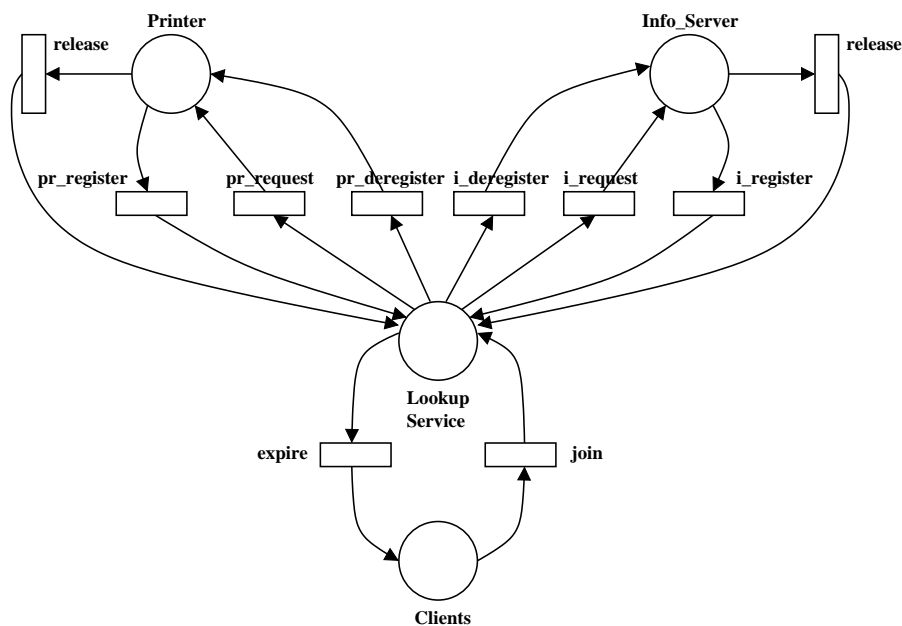 Printer
Info_Server
release
release
pr_register
pr_request
pr_deregister
i_deregister
i_request
i_register
Lookup
Service
expire
join
Clients